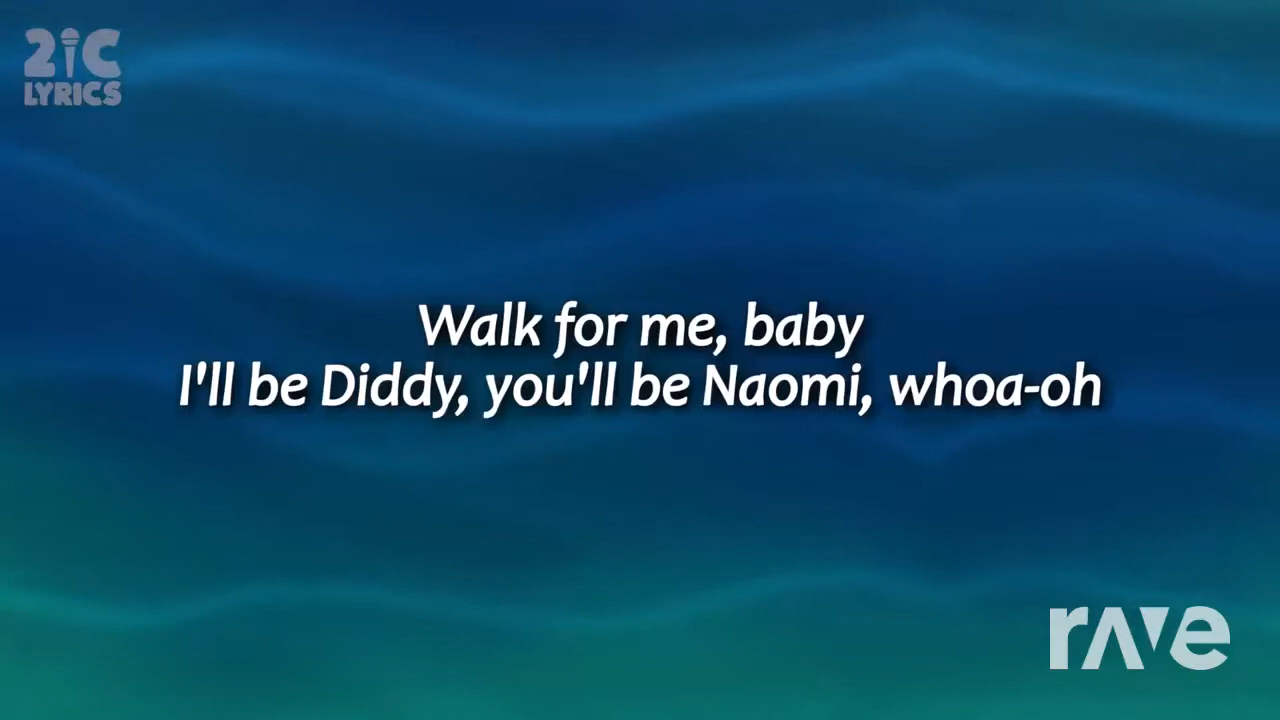 2iC
LYRICS
Walk for me, baby
I'll be Diddy, you'll be Naomi, whoa-oh
rave